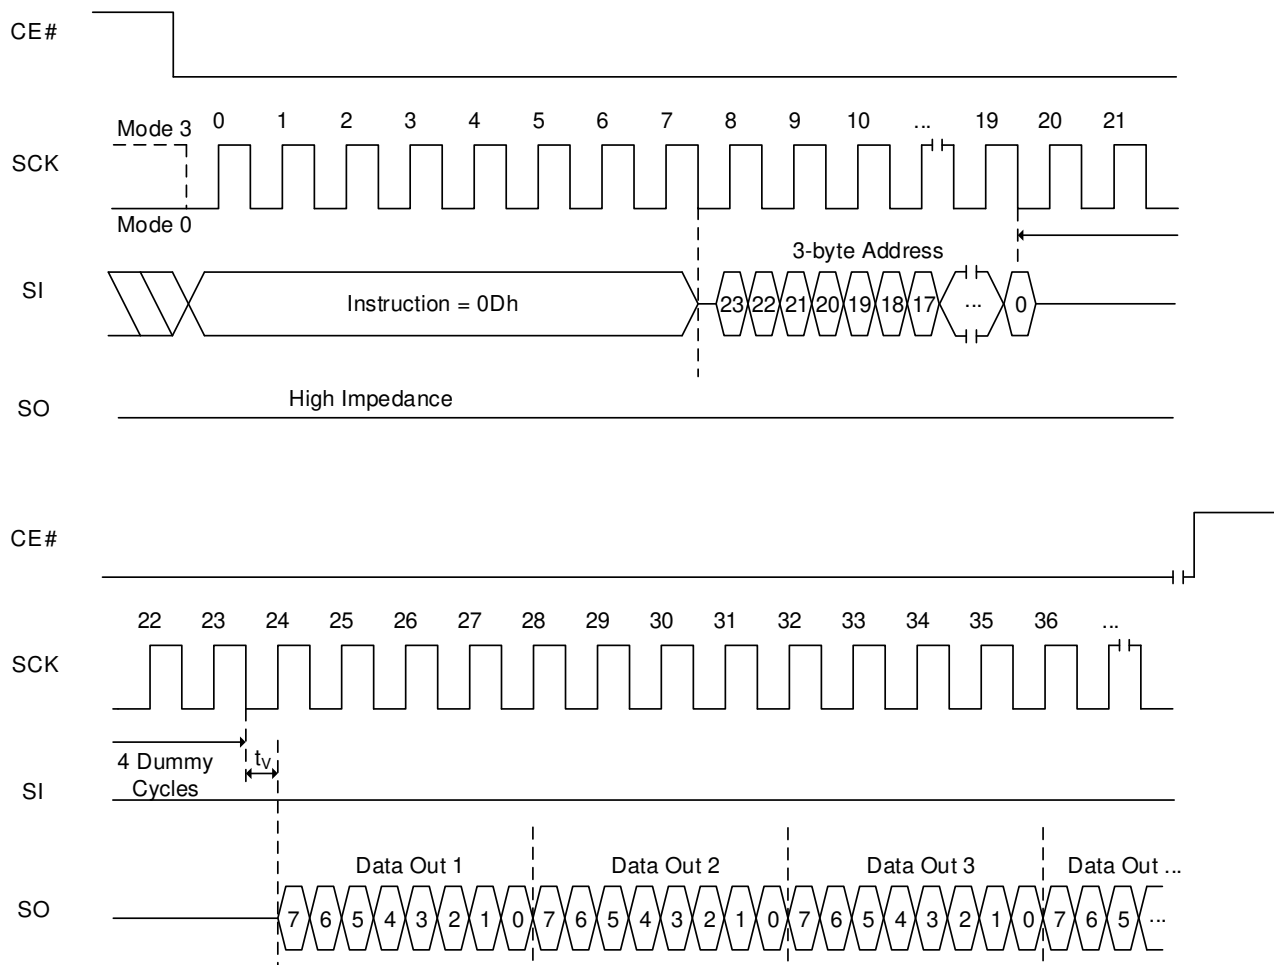 CE#
Mode 3 0 1 2 3 4 5 6 7 8 9 10 ... 19 20 21
SCK
Mode 0
3-byte Address
SI Instruction = 0Dh 23 22 21 20 19 18 17 ... 0
High Impedance
SO
CE#
22 23 24 25 26 27 28 29 30 31 32 33 34 35 36 ...
SCK
4 Dummy tV
Cycles
SI
Data Out 1 Data Out 2 Data Out 3 Data Out ...
SO 7 6 5 4 3 2 1 0 7 6 5 4 3 2 1 0 7 6 5 4 3 2 1 0 7 6 5 ...